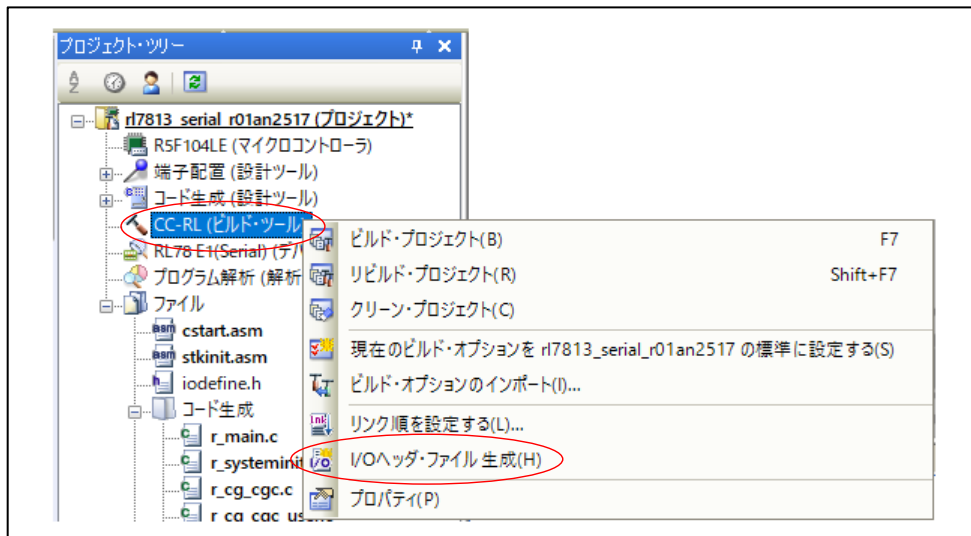 プロジェクト・ツリー
rl7813_serial_r01an2517 (プロジェクト)*
R5F104LE (マイクロコントローラ)
端子配置 (設計ツール)
コード生成 (設計ツール)
CC-RL (ビルド・ツール
RL78 E1(Serial) (デバ
プログラム解析 (解析
ファイル
cstart.asm
stkinit.asm
iodefine.h
コード生成
r_main.c
r_systeminit
r_cg_cgc.c
r_cg_cgc_user.c
ビルド・プロジェクト(B) F7
リビルド・プロジェクト(R) Shift+F7
クリーン・プロジェクト(C)
現在のビルド・オプションを rl7813_serial_r01an2517 の標準に設定する(S)
ビルド・オプションのインポート(I)...
リンク順を設定する(L)...
I/Oヘッダ・ファイル 生成(H)
プロパティ(P)